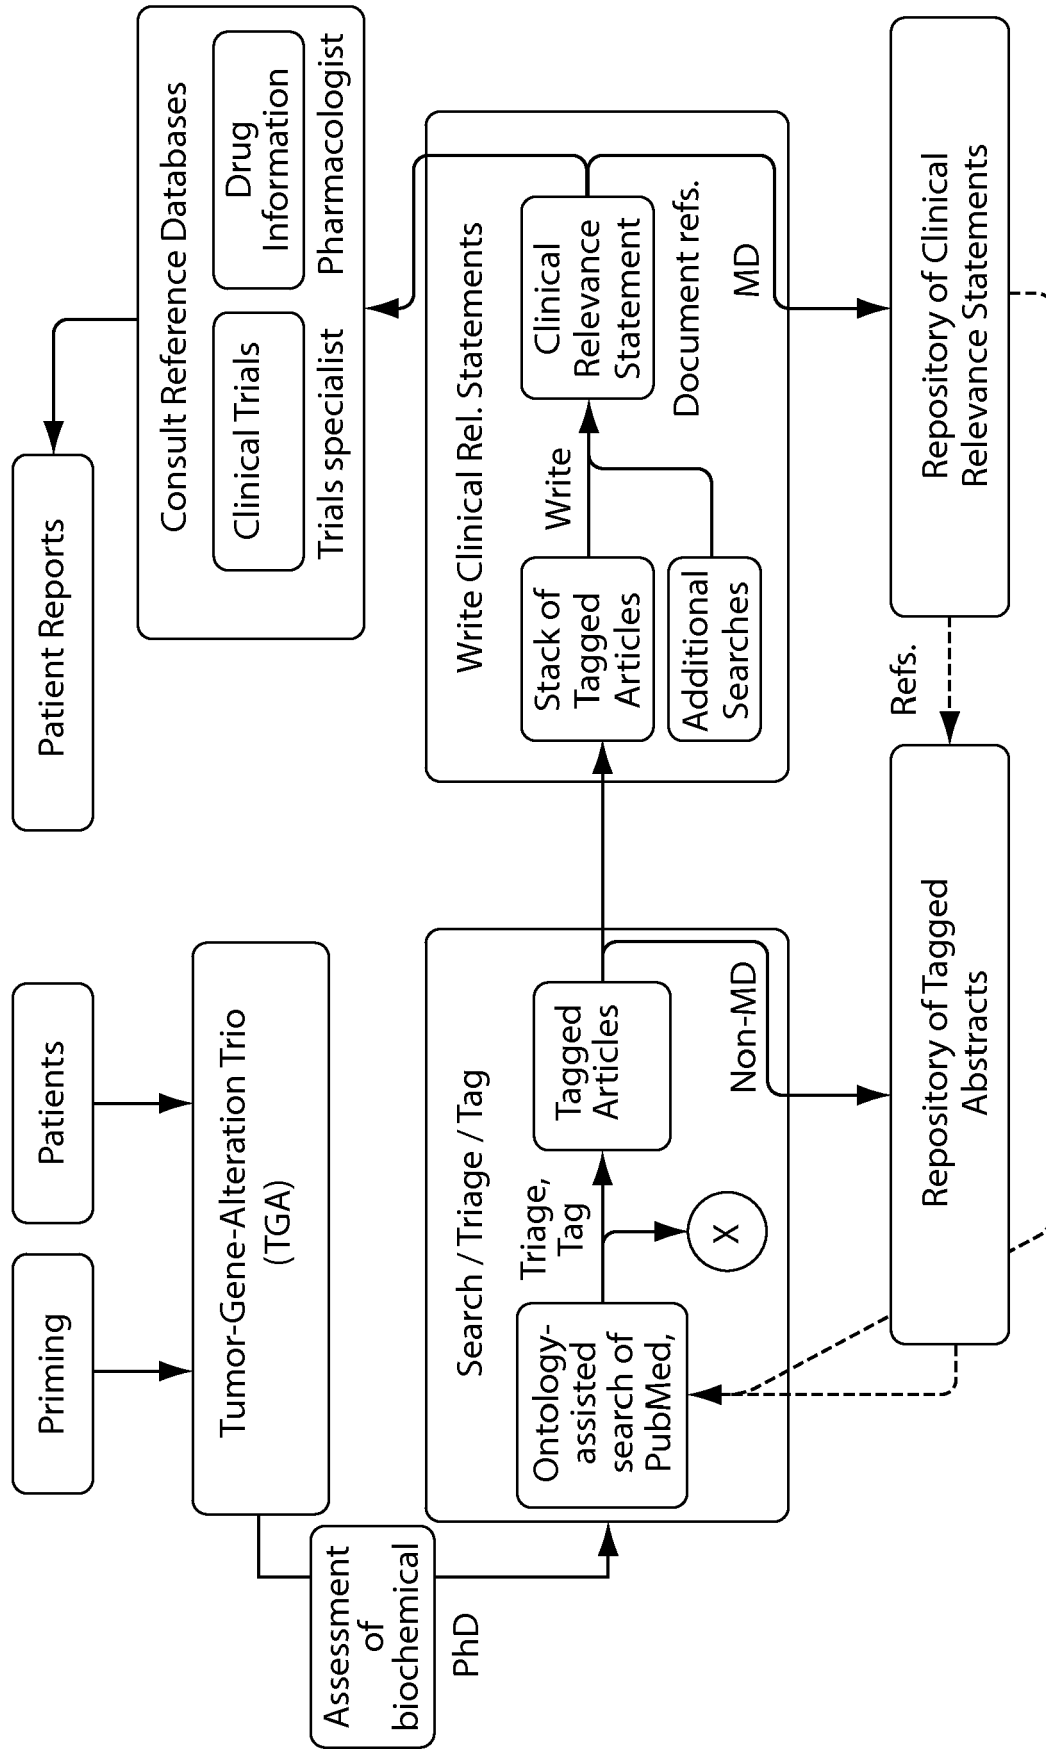 Priming
Patients
Tumor-Gene-Alteration Trio
(TGA)
Assessment
of
biochemical
PhD
Search / Triage / Tag
Ontology-
assisted
search of
PubMed,
Triage,
Tag
X
Tagged
Articles
Non-MD
Repository of Tagged
Abstracts
Patient Reports
Consult Reference Databases
Clinical Trials
Trials specialist
Drug
Information
Pharmacologist
Write Clinical Rel. Statements
Stack of
Tagged
Articles
Additional
Searches
Write
Clinical
Relevance
Statement
Document refs.
MD
Refs.
Repository of Clinical
Relevance Statements